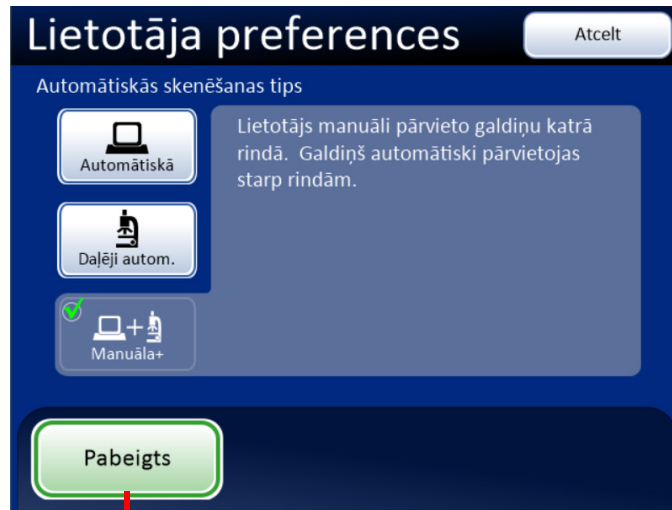 Lietotāja preferences
Atcelt
Automātiskās skenēšanas tips
Automātiskā
Lietotājs manuāli pārvieto galdiņu katrā
rindā. Galdiņš automātiski pārvietojas
starp rindām.
Daļēji autom.
Manuāla+
Pabeigts